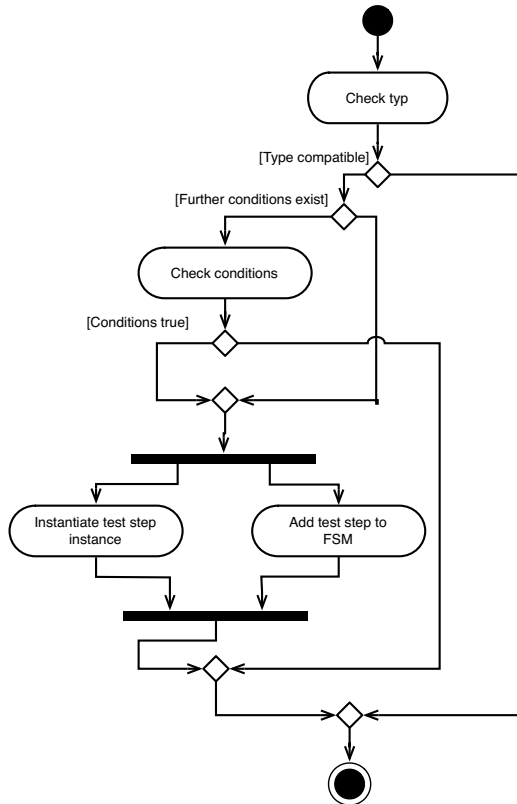 Check typ
[Type compatible]
[Further conditions exist]
Check conditions
[Conditions true]
Instantiate test step
instance
Add test step to
FSM